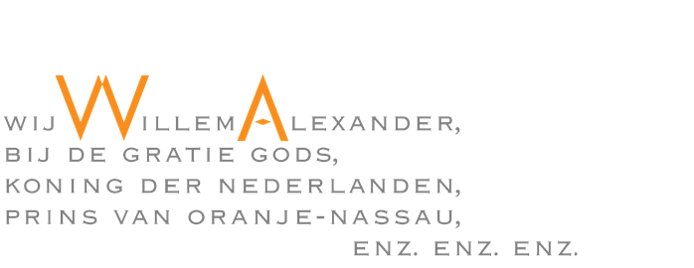 WIJ WILLEM ALEXANDER,
BIJ DE GRATIE GODS,
KONING DER NEDERLANDEN,
PRINS VAN ORANJE-NASSAU,
ENZ. ENZ. ENZ.